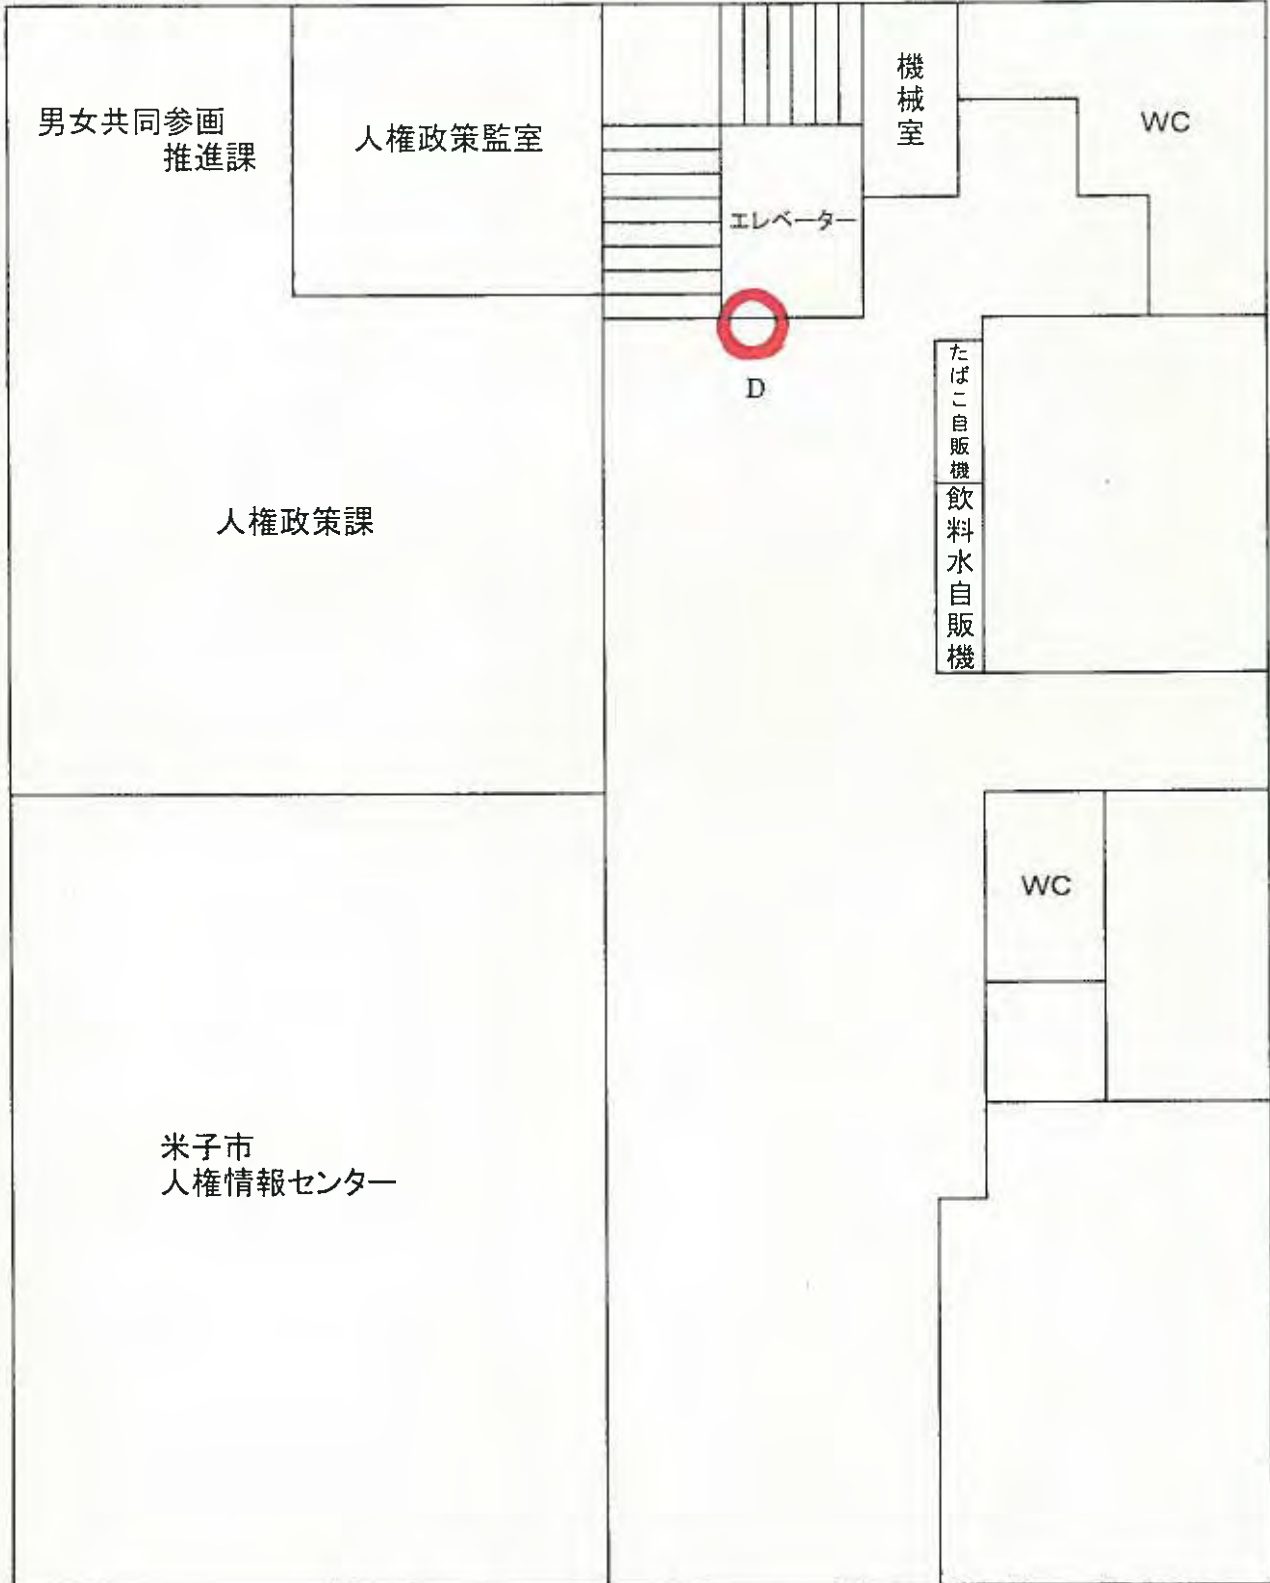 男女共同参画
推進課
人権政策監室
機械室
WC
エレベーター
D
たばこ自販機
飲料水自販機
人権政策課
WC
米子市
人権情報センター